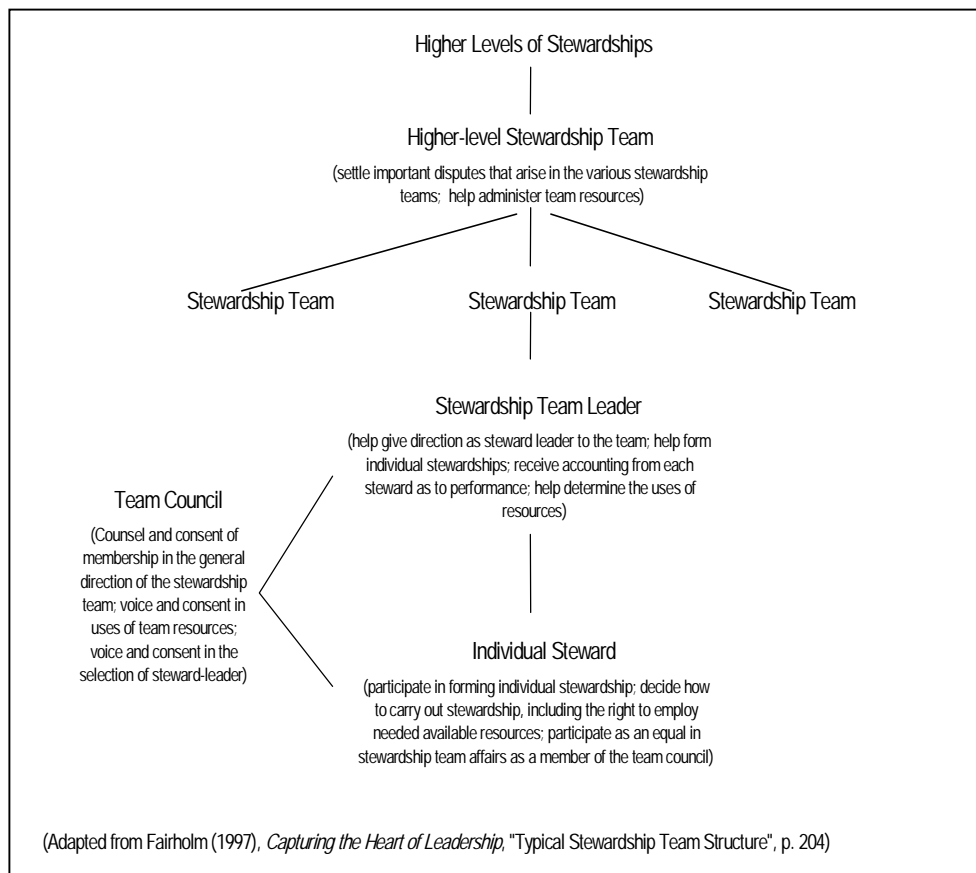 Higher Levels of Stewardships
Higher-level Stewardship Team
(settle important disputes that arise in the various stewardship
teams; help administer team resources)
Stewardship Team
Stewardship Team
Stewardship Team
Stewardship Team Leader
(help give direction as steward leader to the team; help form
individual stewardships; receive accounting from each
steward as to performance; help determine the uses of
resources)
Team Council
(Counsel and consent of
membership in the general
direction of the stewardship
team; voice and consent in
uses of team resources;
voice and consent in the
selection of steward-leader)
Individual Steward
(participate in forming individual stewardship; decide how
to carry out stewardship, including the right to employ
needed available resources; participate as an equal in
stewardship team affairs as a member of the team council)
(Adapted from Fairholm (1997), Capturing the Heart of Leadership, "Typical Stewardship Team Structure", p. 204)